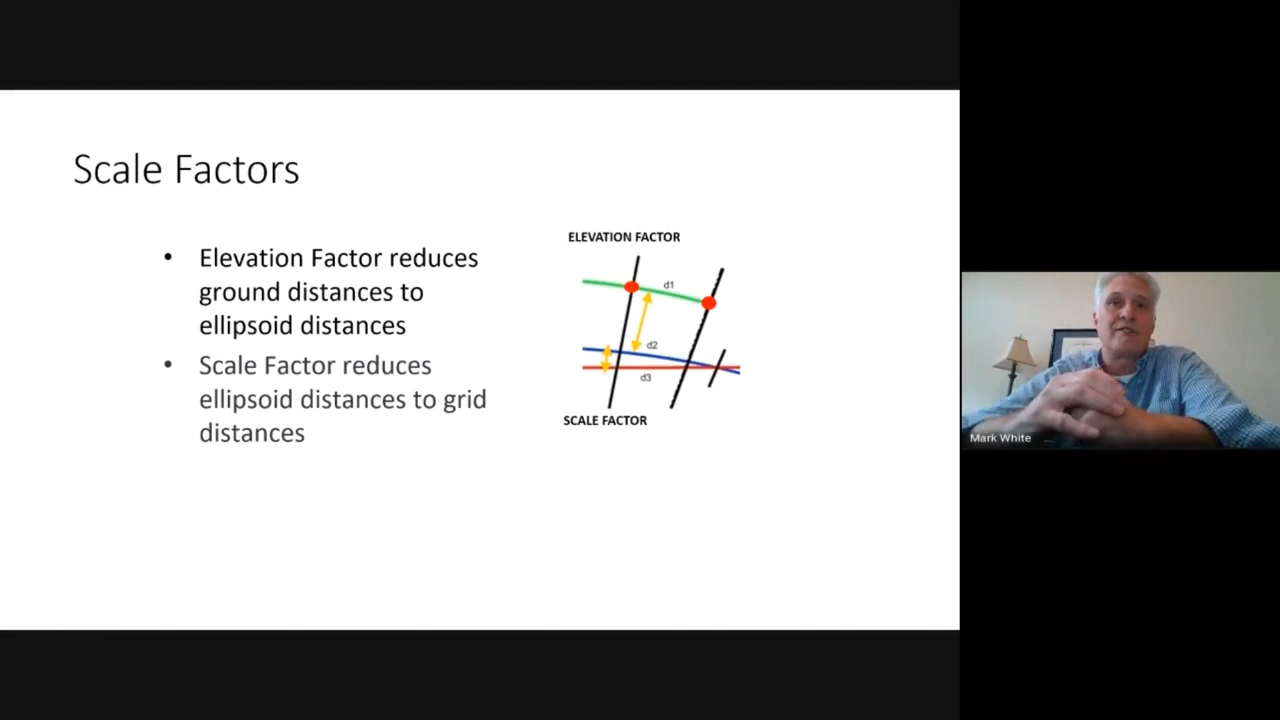 Scale Factors
• Elevation Factor reduces
ground distances to
ellipsoid distances
• Scale Factor reduces
ellipsoid distances to grid
distances
ELEVATION FACTOR
d1
d2
d3
SCALE FACTOR
Mark White